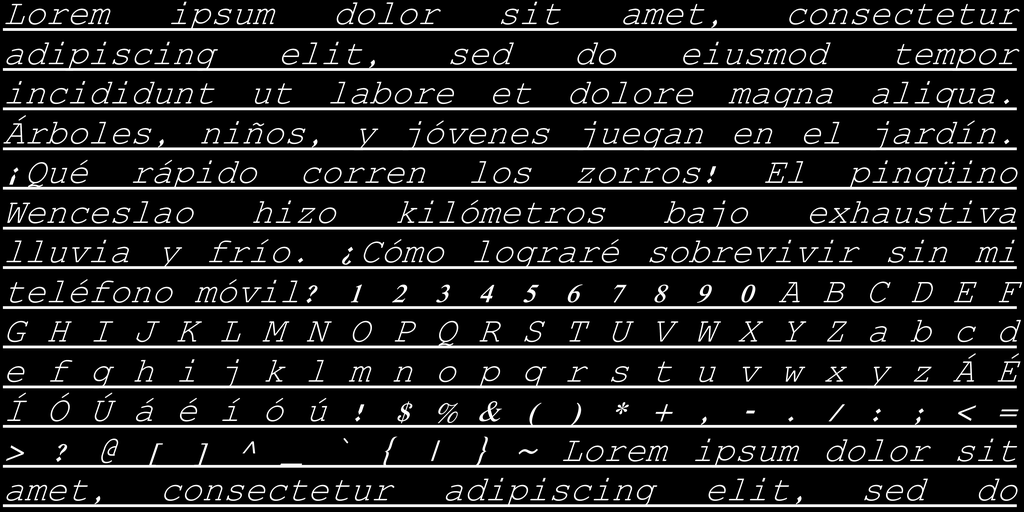 Lorem ipsum dolor sit amet, consectetur
adipiscing elit, sed do eiusmod tempor
incididunt ut labore et dolore magna aliqua.
Árboles, niños, y jóvenes juegan en el jardín.
¡Qué rápido corren los zorros! El pingüino
Wenceslao hizo kilómetros bajo exhaustiva
lluvia y frío. ¿Cómo lograré sobrevivir sin mi
teléfono móvil? 1 2 3 4 5 6 7 8 9 0 A B C D E F
G H I J K L M N O P Q R S T U V W X Y Z a b c d
e f g h i j k l m n o p q r s t u v w x y z Á É
Í Ó Ú á é í ó ú ! $ % & ( ) * + , - . / : ; < =
> ? @ [ ] ^ _ ` { | } ~ Lorem ipsum dolor sit
amet, consectetur adipiscing elit, sed do